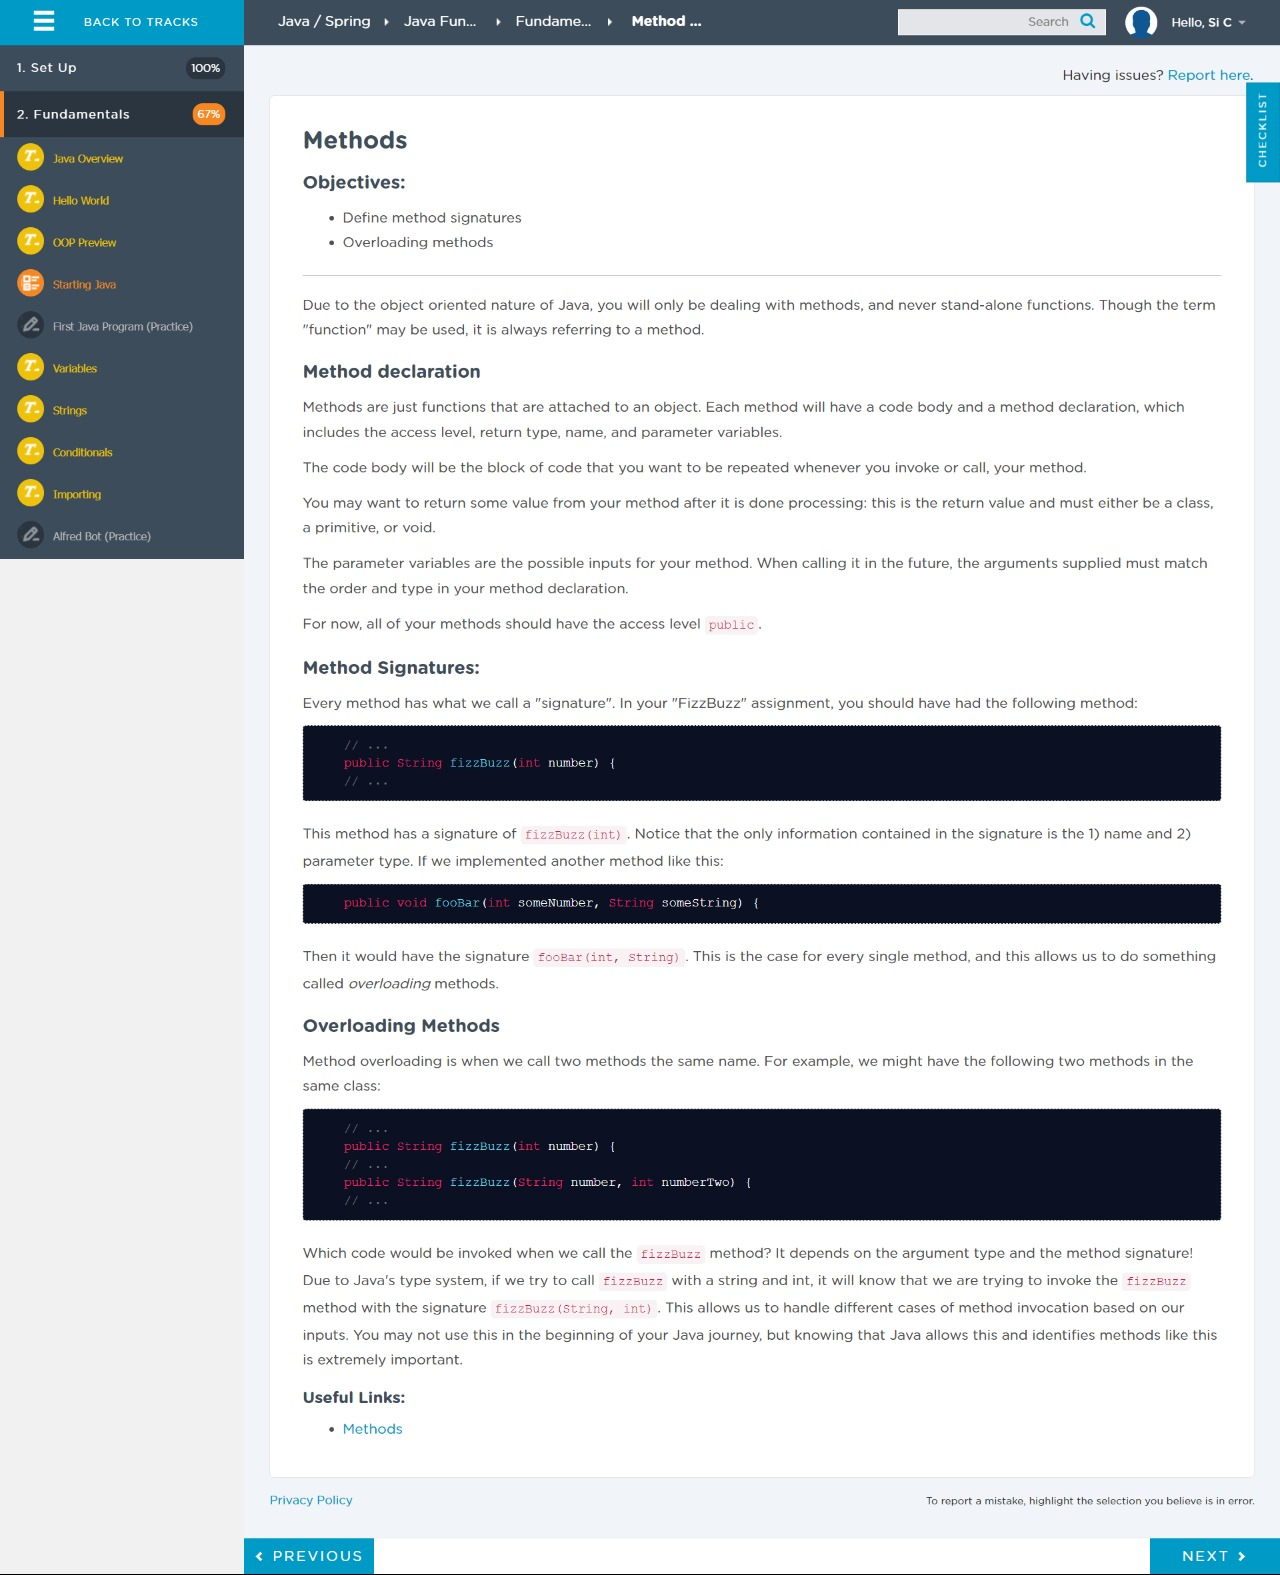 BACK TO TRACKS
Java / Spring
Java Fun...
Fundame...
Method ...
Search
Hello, Si C
1. Set Up
100%
2. Fundamentals
67%
Java Overview
Hello World
OOP Preview
Starting Java
First Java Program (Practice)
Variables
Strings
Conditionals
Importing
Alfred Bot (Practice)
Having issues? Report here.
CHECKLIST
Methods
Objectives:
• Define method signatures
• Overloading methods
Due to the object oriented nature of Java, you will only be dealing with methods, and never stand-alone functions. Though the term
"function" may be used, it is always referring to a method.
Method declaration
Methods are just functions that are attached to an object. Each method will have a code body and a method declaration, which
includes the access level, return type, name, and parameter variables.
The code body will be the block of code that you want to be repeated whenever you invoke or call, your method.
You may want to return some value from your method after it is done processing: this is the return value and must either be a class,
a primitive, or void.
The parameter variables are the possible inputs for your method. When calling it in the future, the arguments supplied must match
the order and type in your method declaration.
For now, all of your methods should have the access level public.
Method Signatures:
Every method has what we call a "signature". In your "FizzBuzz" assignment, you should have had the following method:
// ...
public String fizzBuzz(int number) {
// ...
This method has a signature of fizzBuzz(int). Notice that the only information contained in the signature is the 1) name and 2)
parameter type. If we implemented another method like this:
public void fooBar(int someNumber, String someString) {
Then it would have the signature fooBar(int, String). This is the case for every single method, and this allows us to do something
called overloading methods.
Overloading Methods
Method overloading is when we call two methods the same name. For example, we might have the following two methods in the
same class:
// ...
public String fizzBuzz(int number) {
// ...
public String fizzBuzz(String number, int numberTwo) {
// ...
Which code would be invoked when we call the fizzBuzz method? It depends on the argument type and the method signature!
Due to Java's type system, if we try to call fizzBuzz with a string and int, it will know that we are trying to invoke the fizzBuzz
method with the signature fizzBuzz(String, int). This allows us to handle different cases of method invocation based on our
inputs. You may not use this in the beginning of your Java journey, but knowing that Java allows this and identifies methods like this
is extremely important.
Useful Links:
• Methods
Privacy Policy
To report a mistake, highlight the selection you believe is in error.
PREVIOUS
NEXT